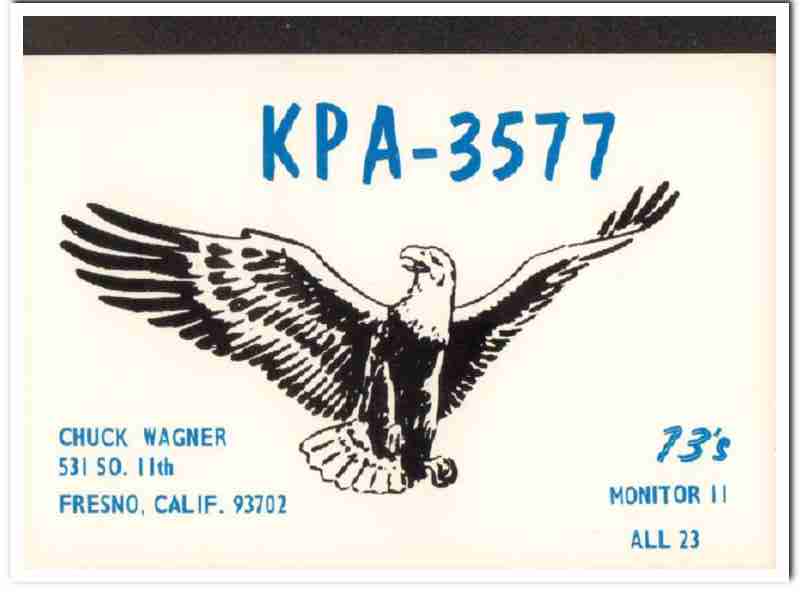 KPA-3577
CHUCK WAGNER
531 SO. 11th
FRESNO, CALIF. 93702
73's
MONITOR 11
ALL 23